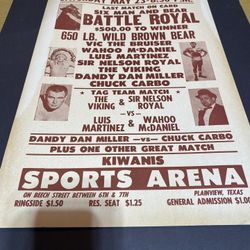 SATURDAY MAY 23-8:30 P.M.
LAST MATCH ON CARD
SIX MAN AND BEAR
BATTLE ROYAL
$500.00 TO WINNER
650 LB. WILD BROWN BEAR
VIC THE BRUISER
WAHOO McDANIEL
LUIS MARTINEZ
SIR NELSON ROYAL
THE VIKING
DANDY DAN MILLER
CHUCK CARBO
TAG TEAM MATCH
THE VIKING & SIR NELSON ROYAL
—VS—
LUIS MARTINEZ & WAHOO McDANIEL
DANDY DAN MILLER —VS— CHUCK CARBO
PLUS ONE OTHER GREAT MATCH
KIWANIS
SPORTS ARENA
ON BEECH STREET BETWEEN 6TH & 7TH PLAINVIEW, TEXAS
RINGSIDE $1.50 RES. SEAT $1.25 GENERAL ADMISSION $1.00